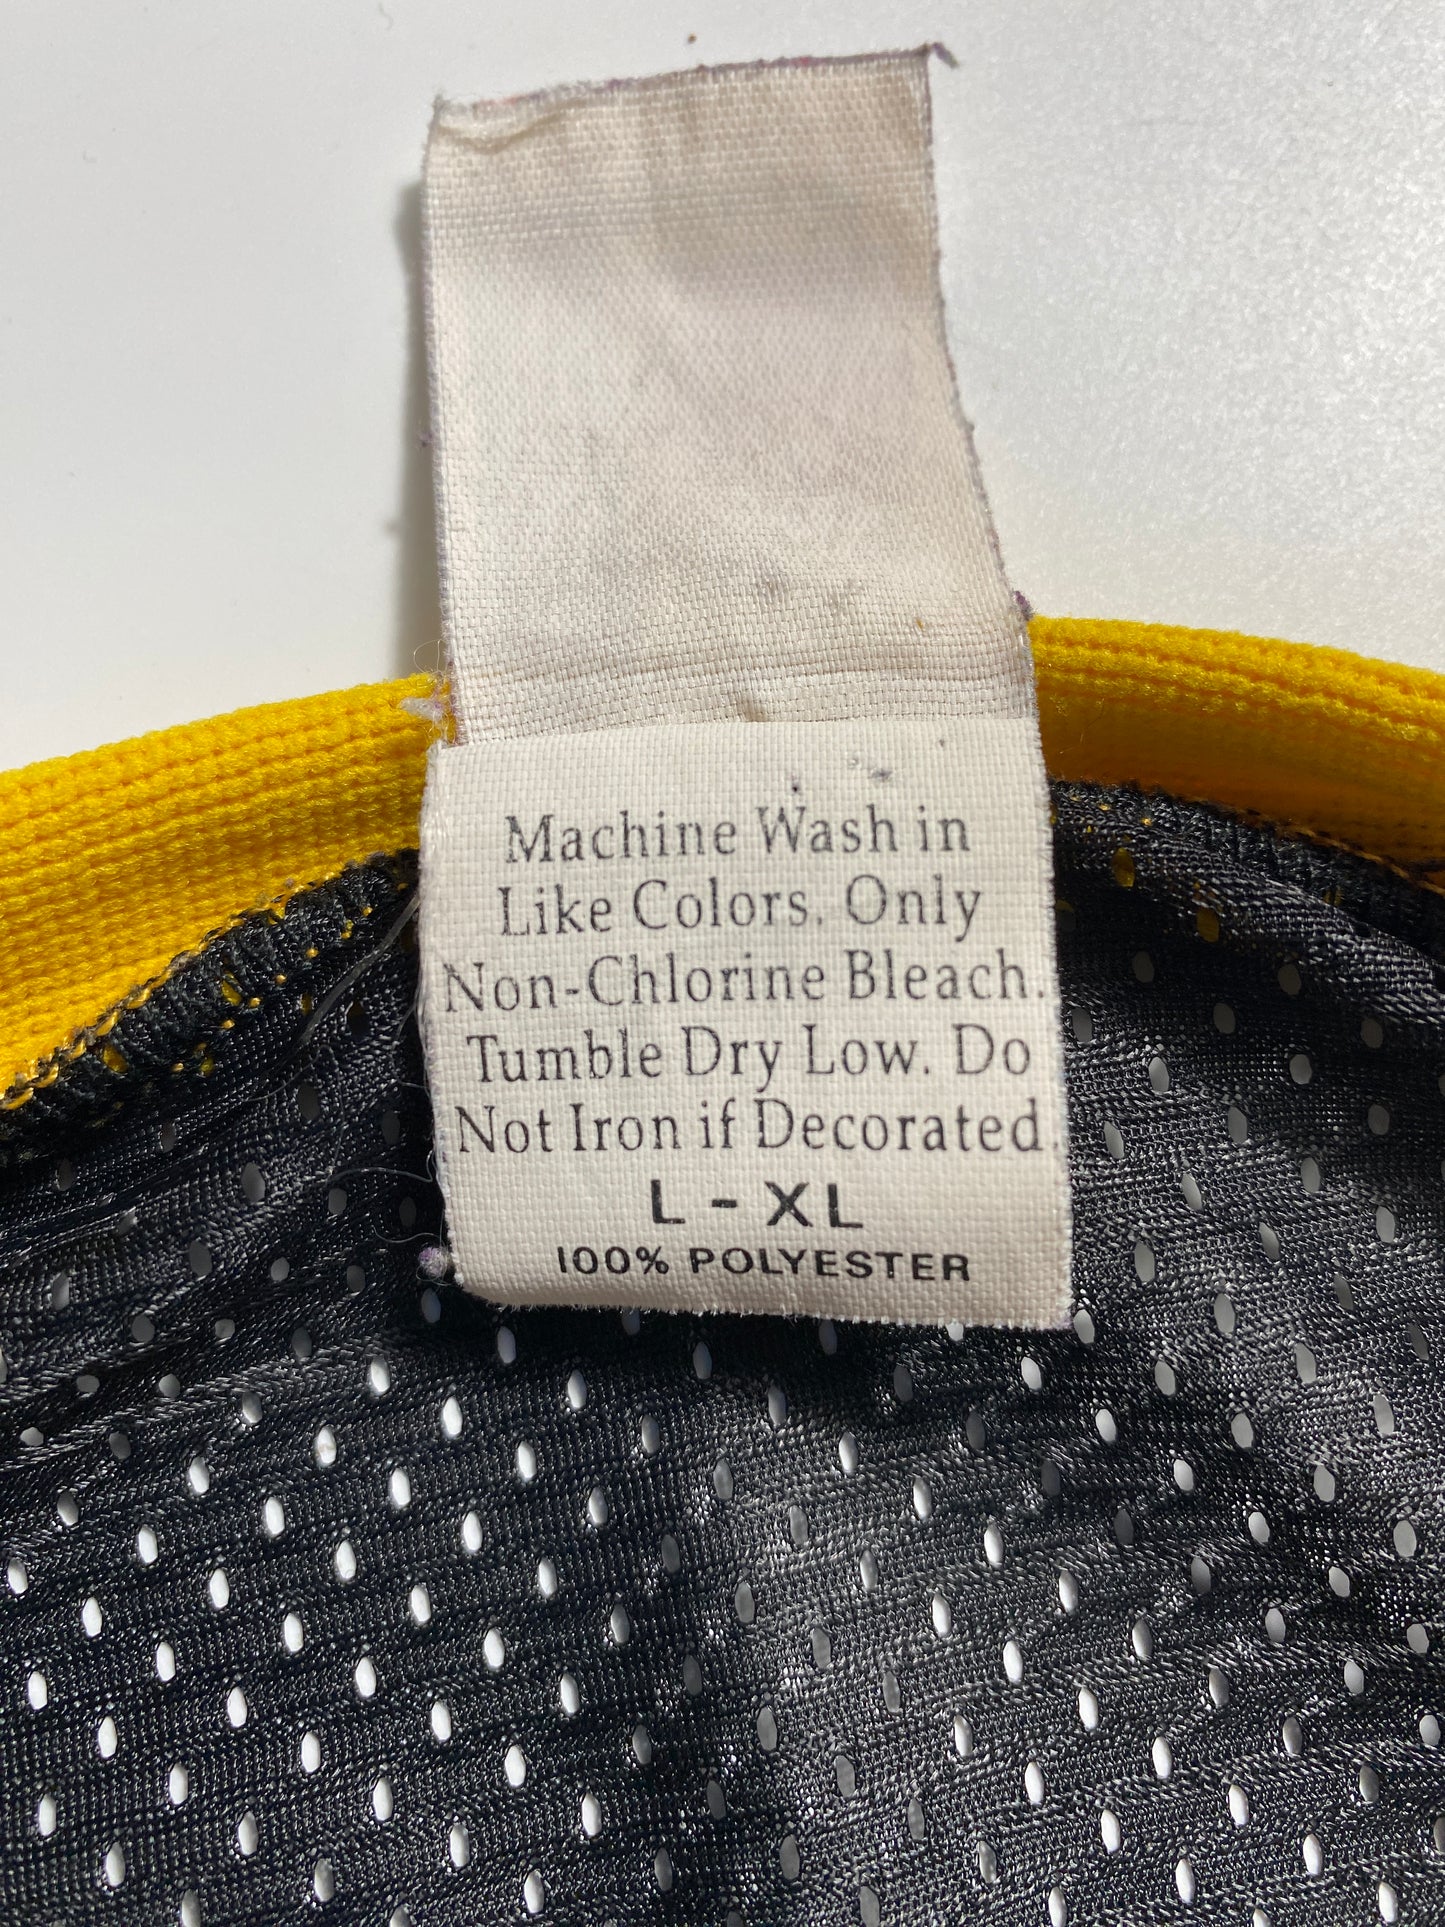 Machine Wash in
Like Colors. Only
Non-Chlorine Bleach.
Tumble Dry Low. Do
Not Iron if Decorated.
L - XL
100% POLYESTER